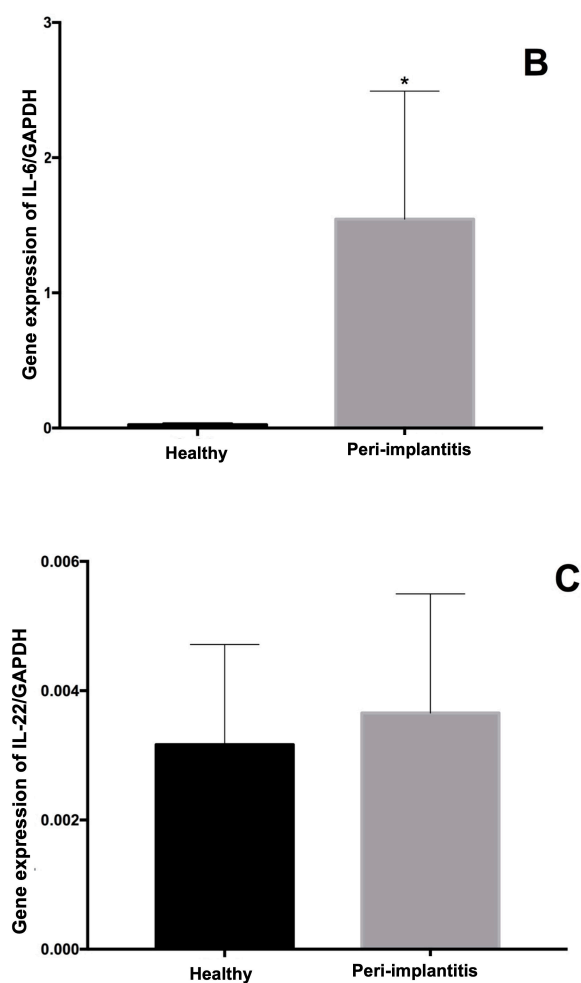 B
Gene expression of IL-6/GAPDH
3
*
2
1
0
Healthy
Peri-implantitis
C
Gene expression of IL-22/GAPDH
0.006
0.004
0.002
0.000
Healthy
Peri-implantitis